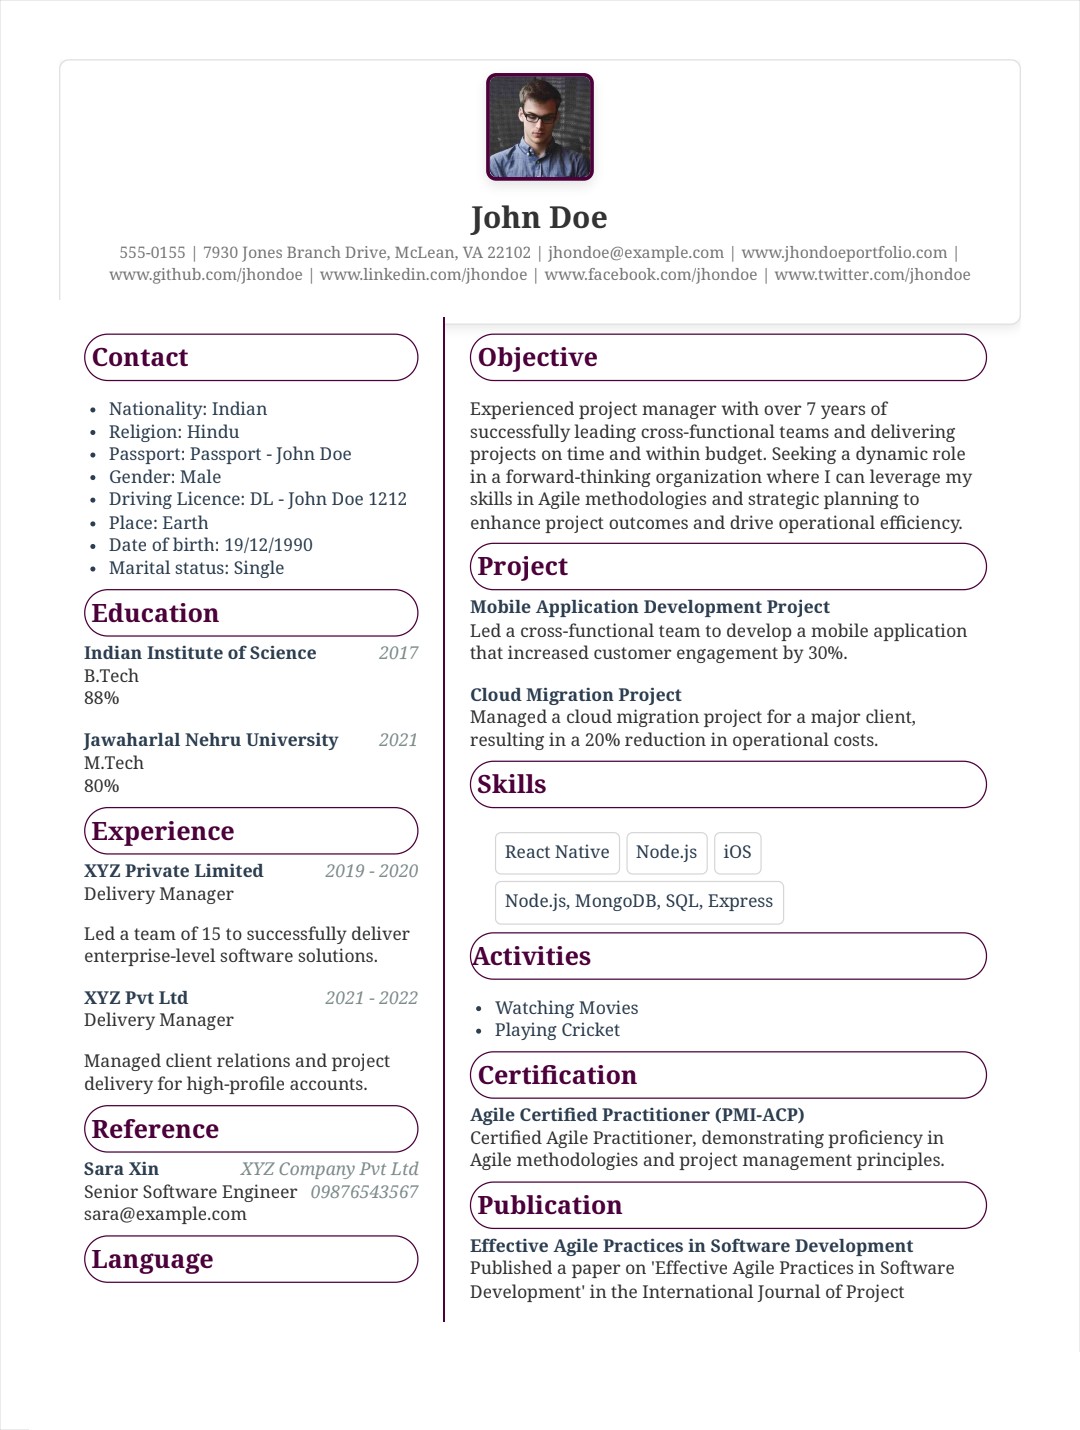 John Doe
555-0155 | 7930 Jones Branch Drive, McLean, VA 22102 | jhondoe@example.com | www.jhondoeportfolio.com |
www.github.com/jhondoe | www.linkedin.com/jhondoe | www.facebook.com/jhondoe | www.twitter.com/jhondoe
Contact
• Nationality: Indian
• Religion: Hindu
• Passport: Passport - John Doe
• Gender: Male
• Driving Licence: DL - John Doe 1212
• Place: Earth
• Date of birth: 19/12/1990
• Marital status: Single
Education
Indian Institute of Science 2017
B.Tech
88%
Jawaharlal Nehru University 2021
M.Tech
80%
Experience
XYZ Private Limited 2019 - 2020
Delivery Manager
Led a team of 15 to successfully deliver
enterprise-level software solutions.
XYZ Pvt Ltd 2021 - 2022
Delivery Manager
Managed client relations and project
delivery for high-profile accounts.
Reference
Sara Xin XYZ Company Pvt Ltd
Senior Software Engineer 09876543567
sara@example.com
Language
Objective
Experienced project manager with over 7 years of
successfully leading cross-functional teams and delivering
projects on time and within budget. Seeking a dynamic role
in a forward-thinking organization where I can leverage my
skills in Agile methodologies and strategic planning to
enhance project outcomes and drive operational efficiency.
Project
Mobile Application Development Project
Led a cross-functional team to develop a mobile application
that increased customer engagement by 30%.
Cloud Migration Project
Managed a cloud migration project for a major client,
resulting in a 20% reduction in operational costs.
Skills
React Native Node.js iOS
Node.js, MongoDB, SQL, Express
Activities
• Watching Movies
• Playing Cricket
Certification
Agile Certified Practitioner (PMI-ACP)
Certified Agile Practitioner, demonstrating proficiency in
Agile methodologies and project management principles.
Publication
Effective Agile Practices in Software Development
Published a paper on 'Effective Agile Practices in Software
Development' in the International Journal of Project